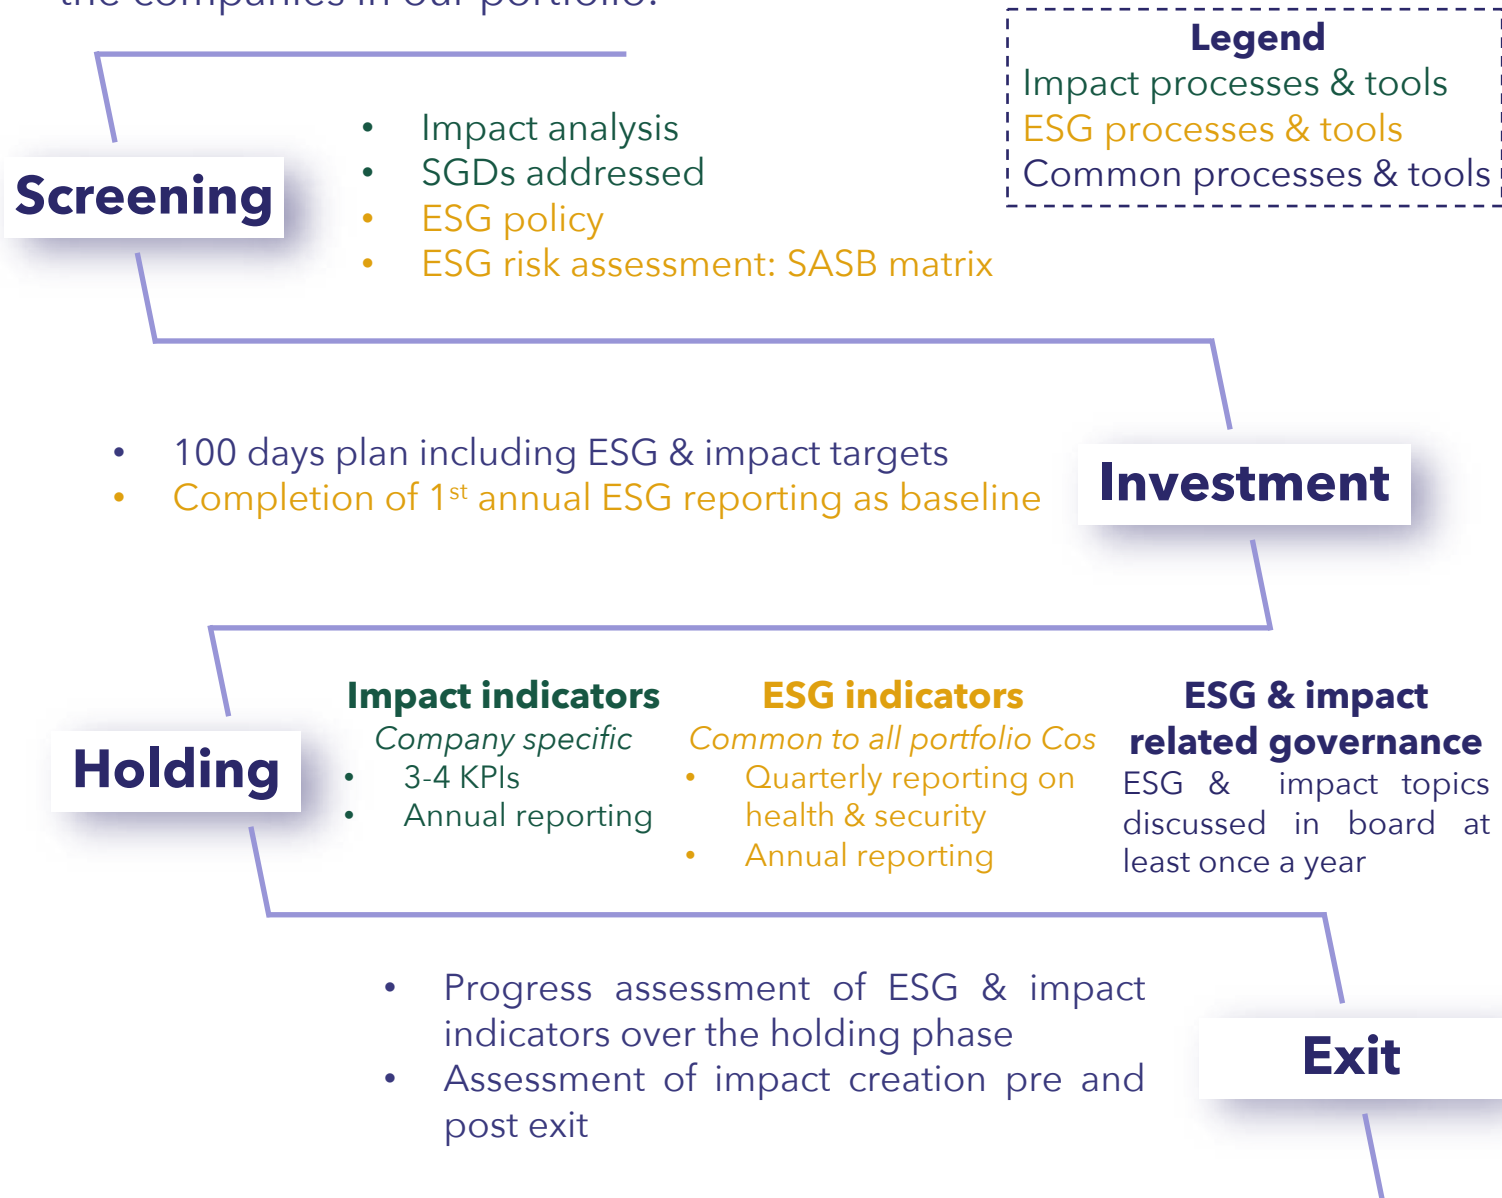 the companies in our portfolio.
Legend
Impact processes & tools
ESG processes & tools
Common processes & tools
Screening
• Impact analysis
• SGDs addressed
• ESG policy
• ESG risk assessment: SASB matrix
• 100 days plan including ESG & impact targets
• Completion of 1st annual ESG reporting as baseline
Investment
Holding
Impact indicators
Company specific
• 3-4 KPIs
• Annual reporting
ESG indicators
Common to all portfolio Cos
• Quarterly reporting on
health & security
• Annual reporting
ESG & impact
related governance
ESG & impact topics
discussed in board at
least once a year
• Progress assessment of ESG & impact
indicators over the holding phase
• Assessment of impact creation pre and
post exit
Exit